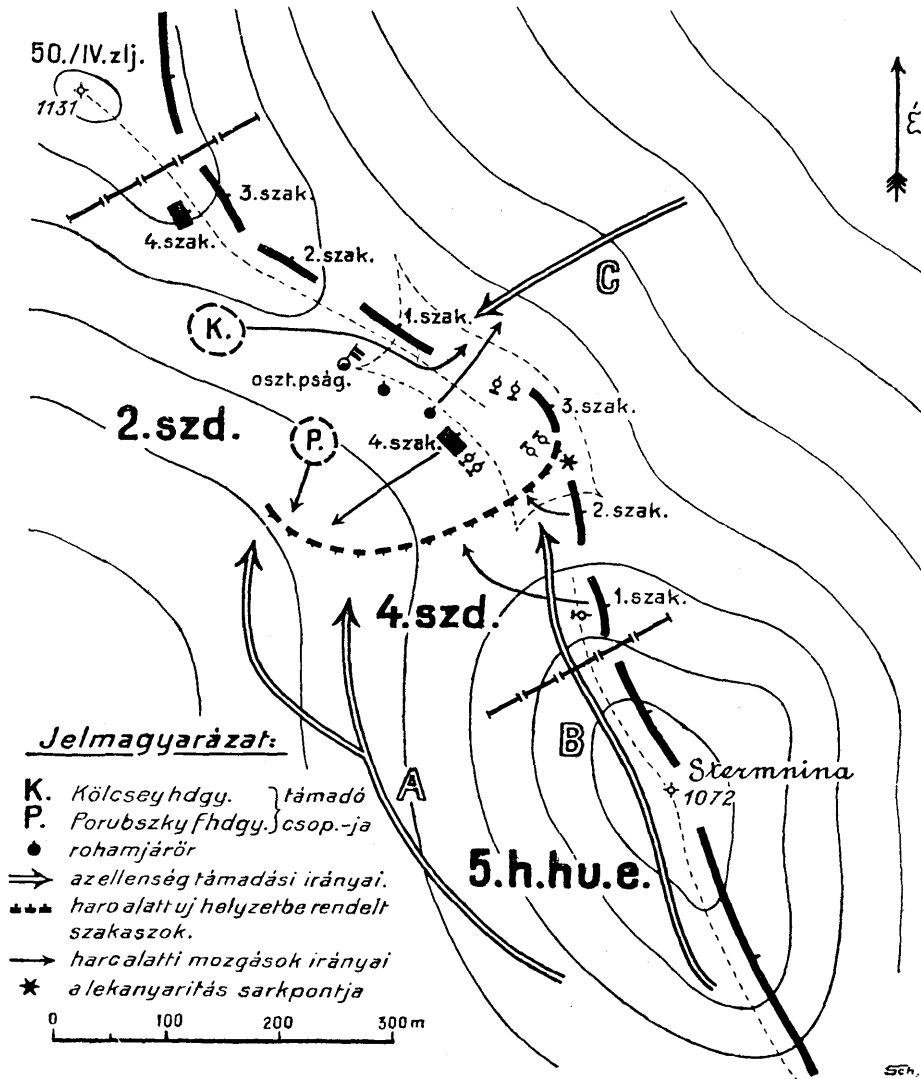 50./IV. zlj.
1131
É
3.szak.
4.szak.
2.szak.
C
K.
1.szak.
oszt.pság.
2.szd.
P.
4.szak.
3.szak.
2.szak.
4.szd.
1.szak.
B
Stermnina
1072
A
5.h.hu.e.
Jelmagyarázat:
K. Kölcsey hdgy. } támadó
P. Porubszky fhdgy. } csop.-ja
rohamjárőr
az ellenség támadási irányai.
harc alatt uj helyzetbe rendelt
szakaszok.
harcalatti mozgások irányai
a lekanyarítás sarkpontja
0 100 200 300 m
Sch.